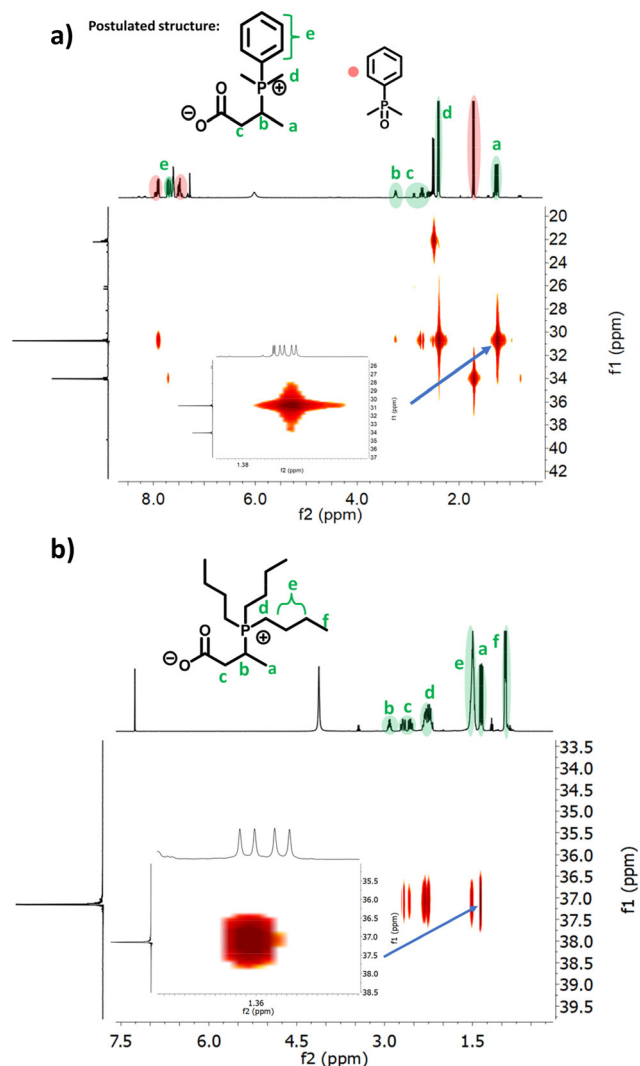 a) Postulated structure:
e
d
P
⊕
⊖
O
O
c
b
a
P
O
e
b
c
d
a
20
22
24
26
28
30
32
34
36
38
40
42
f1 (ppm)
26
27
28
29
30
31
32
33
34
35
36
37
f1 (ppm)
1.38
f2 (ppm)
8.0 6.0 4.0 2.0
f2 (ppm)
b)
e
d
f
P
⊕
O
⊖
O
c
b
a
b
c
d
e
a
f
33.5
34.0
34.5
35.0
35.5
36.0
36.5
37.0
37.5
38.0
38.5
39.0
39.5
f1 (ppm)
35.5
36.0
36.5
37.0
37.5
38.0
38.5
f1 (ppm)
1.36
f2 (ppm)
7.5 6.0 4.5 3.0 1.5
f2 (ppm)